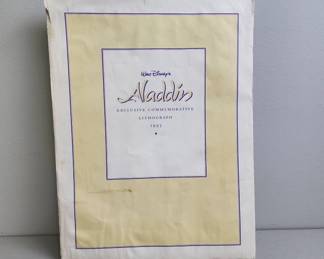 Walt Disney's
Aladdin
EXCLUSIVE COMMEMORATIVE
LITHOGRAPH
1993